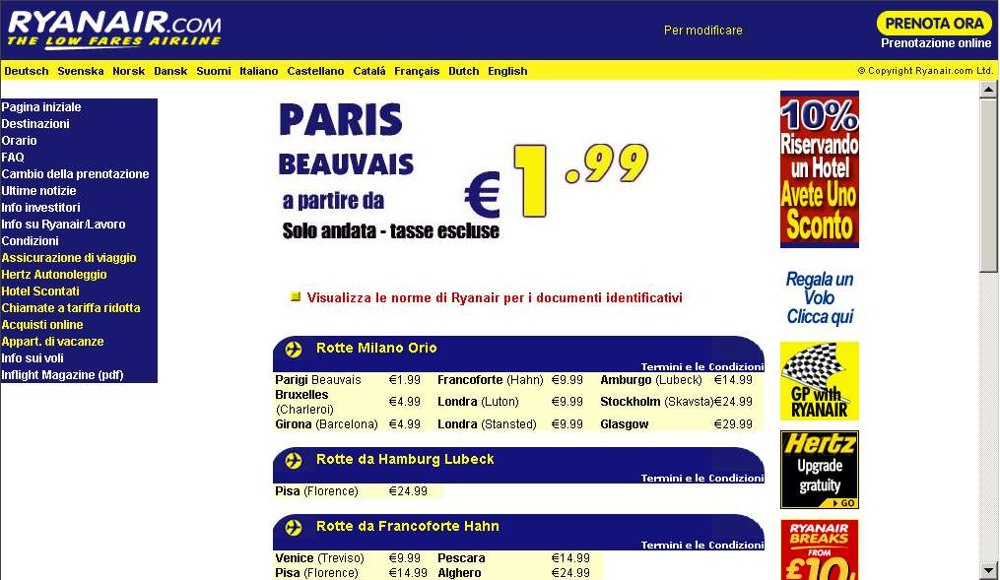 RYANAIR.COM
THE LOW FARES AIRLINE
Per modificare
PRENOTA ORA
Prenotazione online
Deutsch Svenska Norsk Dansk Suomi Italiano Castellano Catalá Français Dutch English
© Copyright Ryanair.com Ltd.
Pagina iniziale
Destinazioni
Orario
FAQ
Cambio della prenotazione
Ultime notizie
Info investitori
Info su Ryanair/Lavoro
Condizioni
Assicurazione di viaggio
Hertz Autonoleggio
Hotel Scontati
Chiamate a tariffa ridotta
Acquisti online
Appart. di vacanze
Info sui voli
Inflight Magazine (pdf)
PARIS
BEAUVAIS
a partire da
€1.99
Solo andata - tasse escluse
Visualizza le norme di Ryanair per i documenti identificativi
Rotte Milano Orio
Termini e le Condizioni
Parigi Beauvais €1.99 Francoforte (Hahn) €9.99 Amburgo (Lubeck) €14.99
Bruxelles
(Charleroi) €4.99 Londra (Luton) €9.99 Stockholm (Skavsta) €24.99
Girona (Barcelona) €4.99 Londra (Stansted) €9.99 Glasgow €29.99
Rotte da Hamburg Lubeck
Termini e le Condizioni
Pisa (Florence) €24.99
Rotte da Francoforte Hahn
Termini e le Condizioni
Venice (Treviso) €9.99 Pescara €14.99
Pisa (Florence) €14.99 Alghero €24.99
10%
Riservando
un Hotel
Avete Uno
Sconto
Regala un
Volo
Clicca qui
GP with
RYANAIR
Hertz
Upgrade
gratuity
GO
RYANAIR
BREAKS
FROM
£10